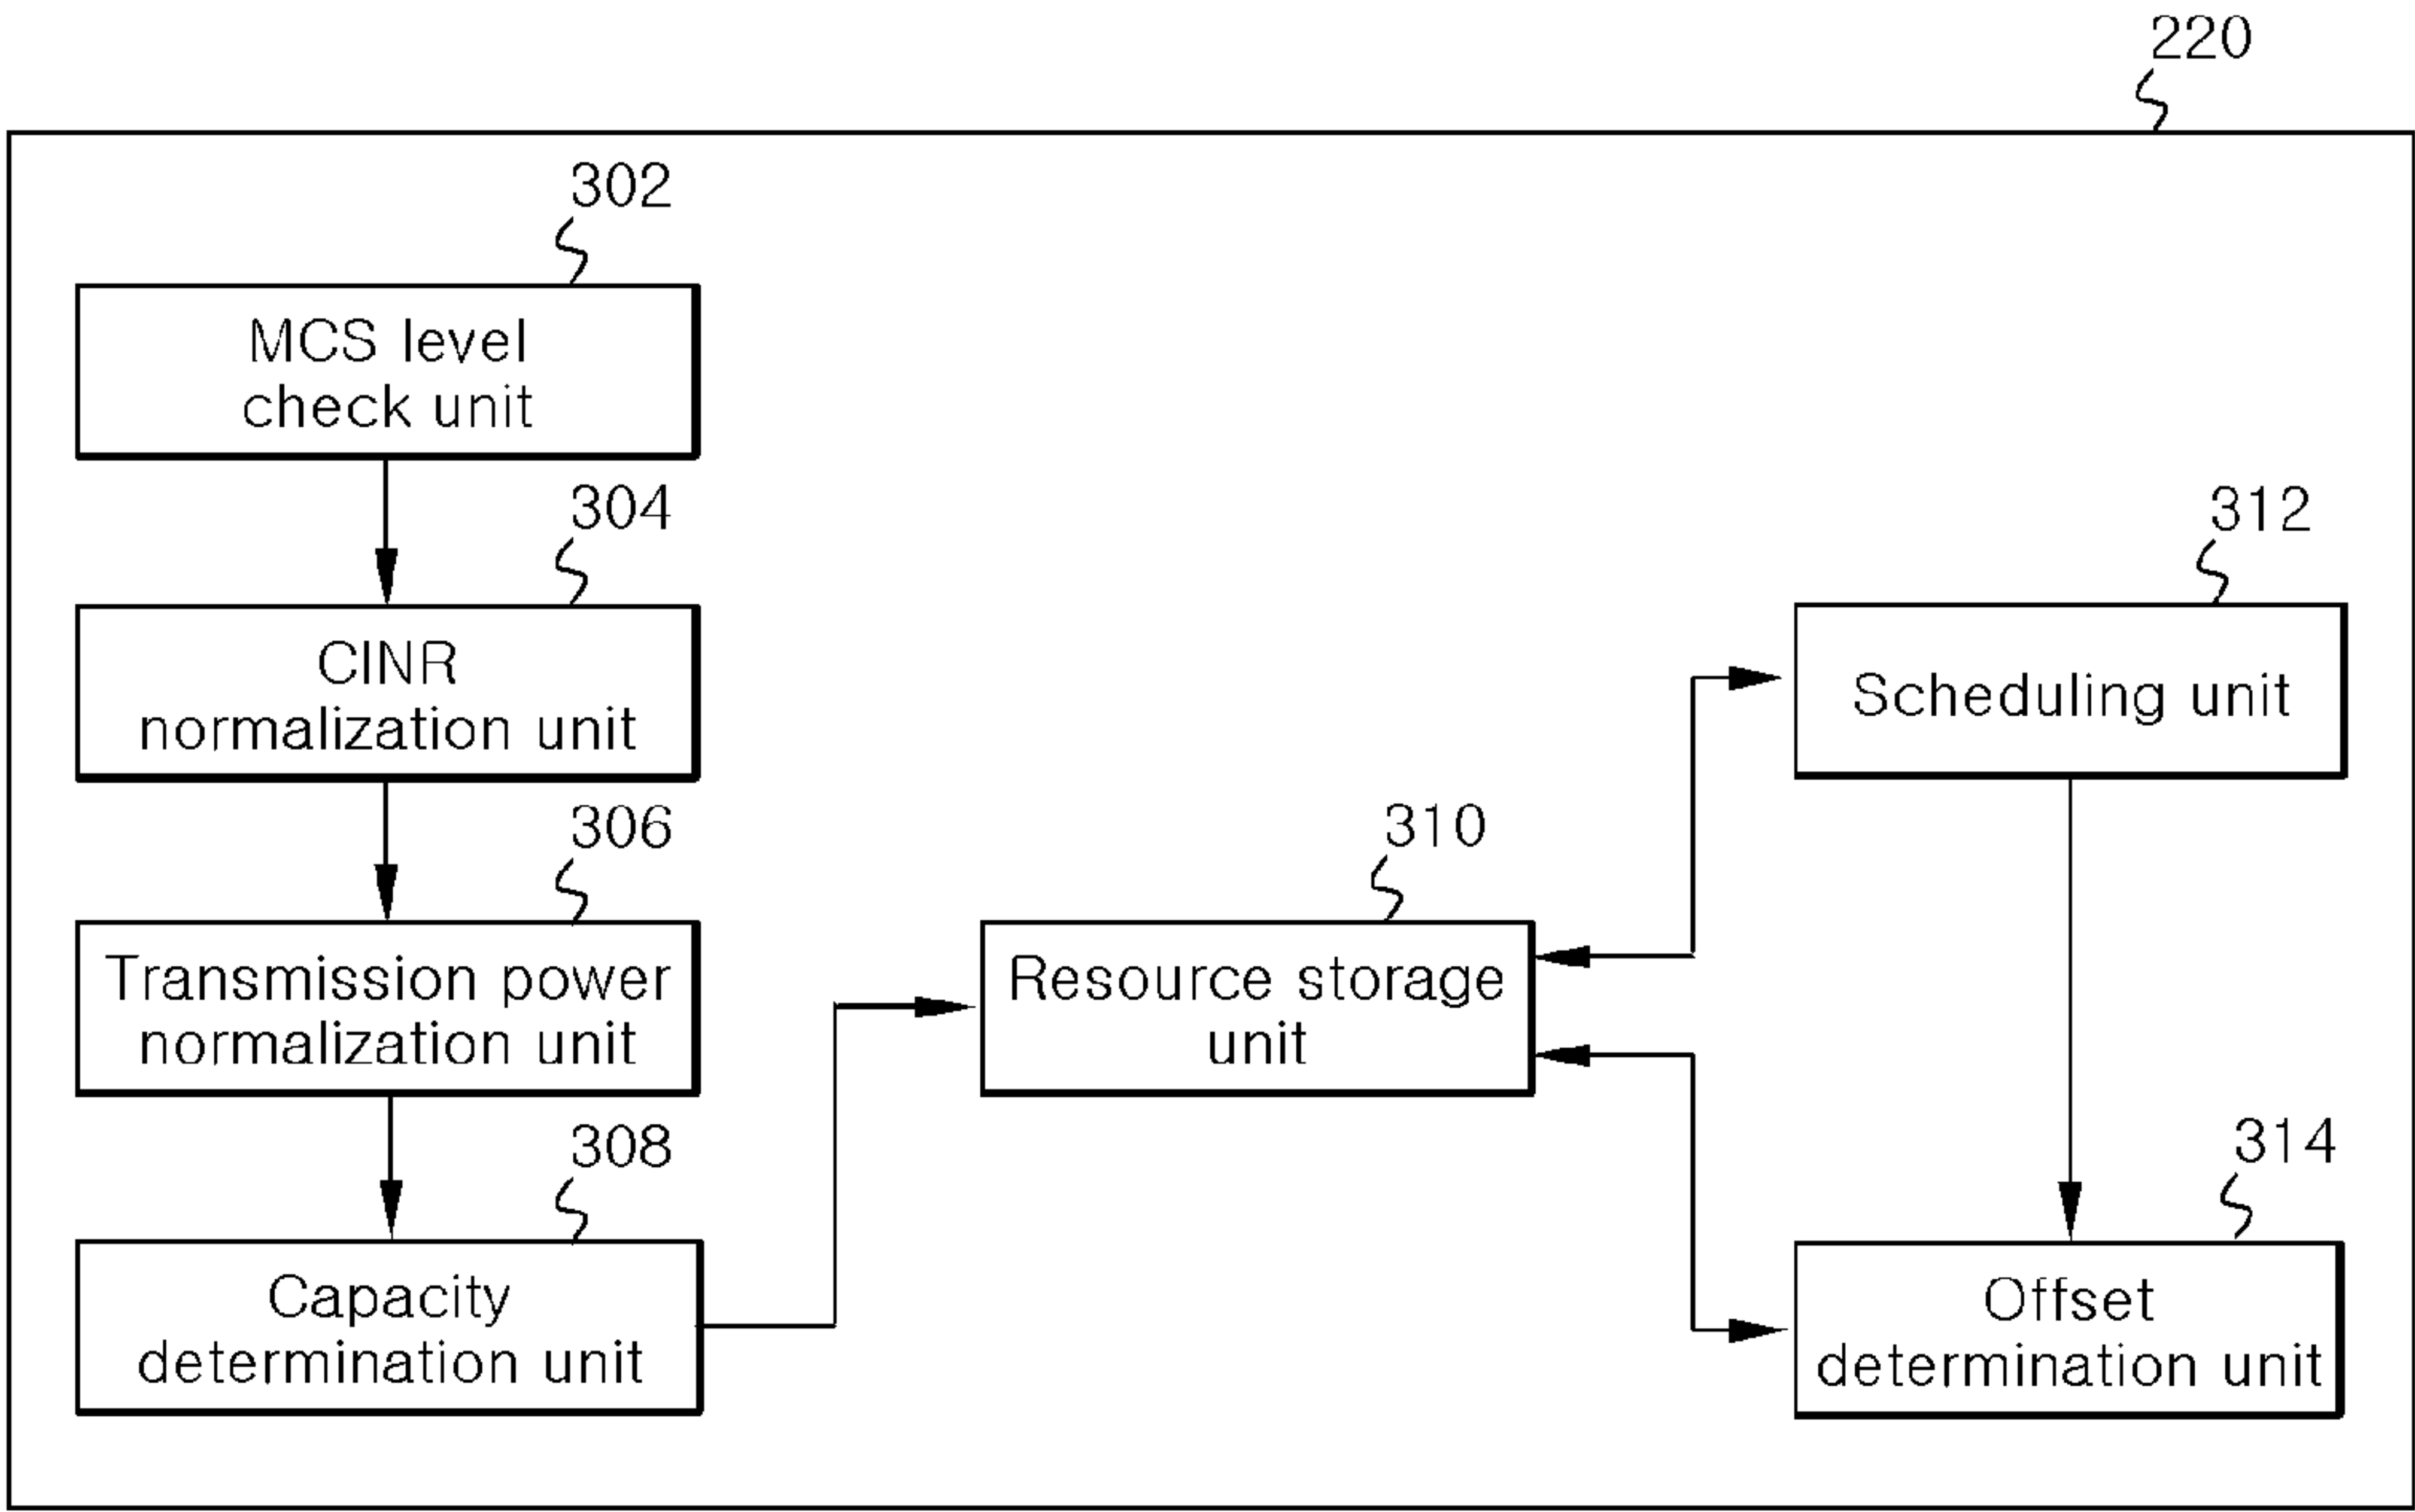 220
302
MCS level
check unit
304
CINR
normalization unit
306
Transmission power
normalization unit
308
Capacity
determination unit
310
Resource storage
unit
312
Scheduling unit
314
Offset
determination unit